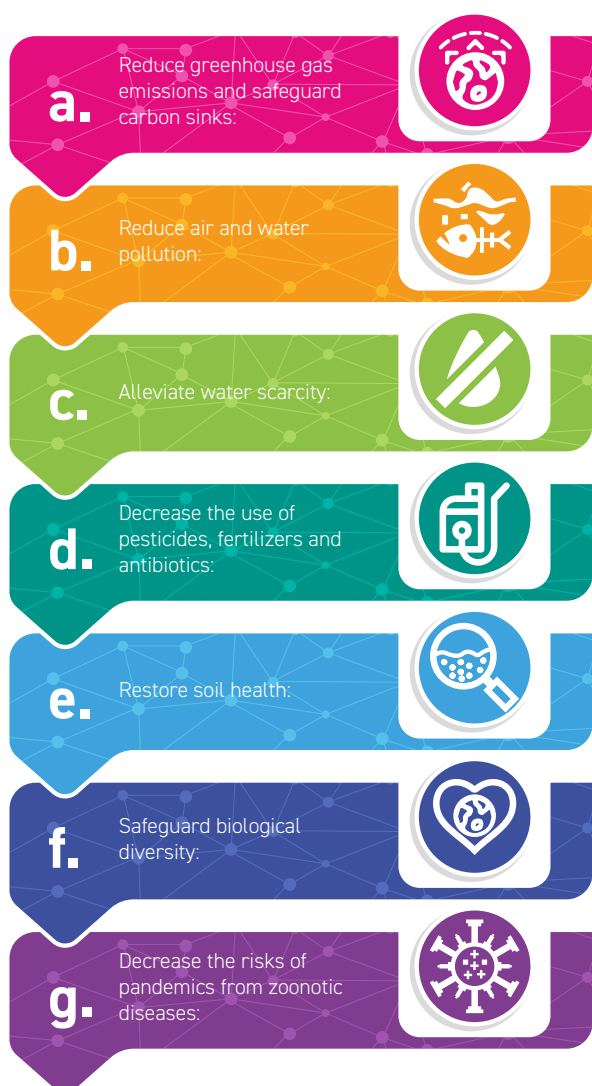 a.
Reduce greenhouse gas
emissions and safeguard
carbon sinks:
b.
Reduce air and water
pollution:
c.
Alleviate water scarcity:
d.
Decrease the use of
pesticides, fertilizers and
antibiotics:
e.
Restore soil health:
f.
Safeguard biological
diversity:
g.
Decrease the risks of
pandemics from zoonotic
diseases: